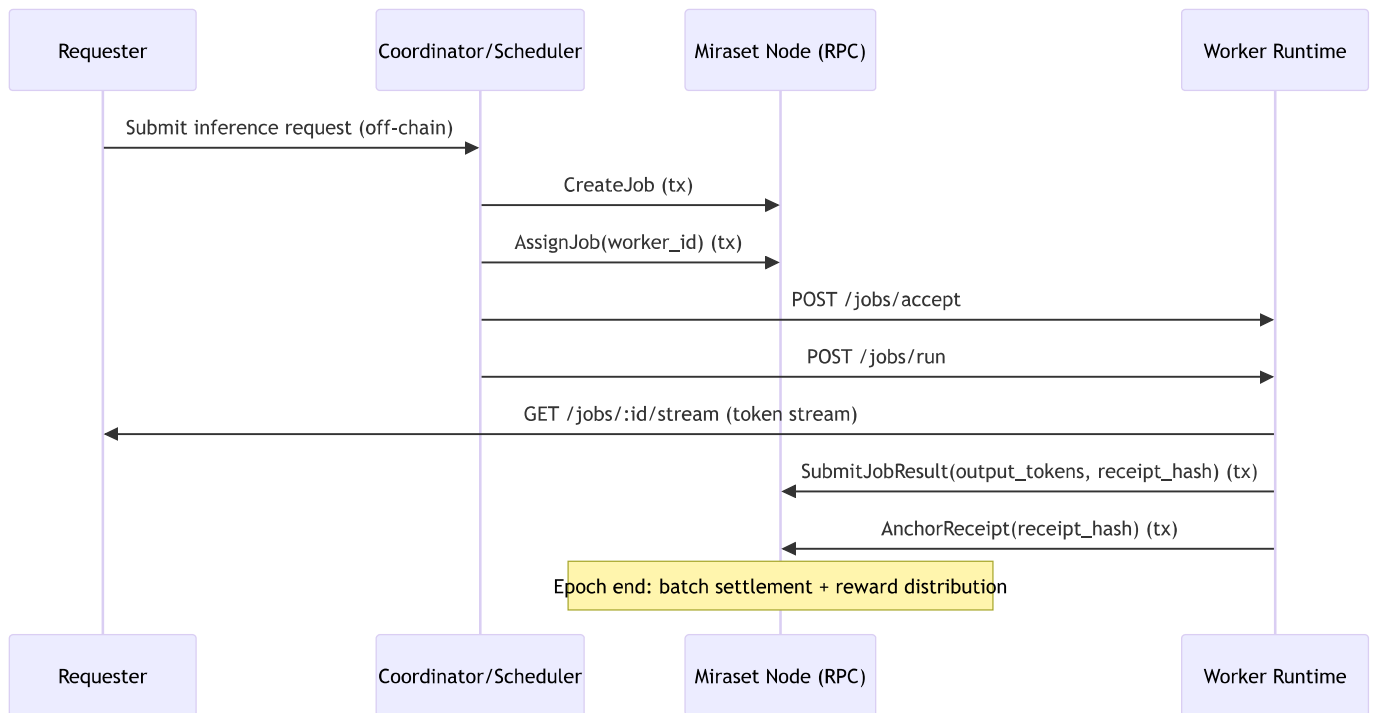 Requester
Coordinator/Scheduler
Miraset Node (RPC)
Worker Runtime
Submit inference request (off-chain)
CreateJob (tx)
AssignJob(worker_id) (tx)
POST /jobs/accept
POST /jobs/run
GET /jobs/:id/stream (token stream)
SubmitJobResult(output_tokens, receipt_hash) (tx)
AnchorReceipt(receipt_hash) (tx)
Epoch end: batch settlement + reward distribution
Requester
Coordinator/Scheduler
Miraset Node (RPC)
Worker Runtime